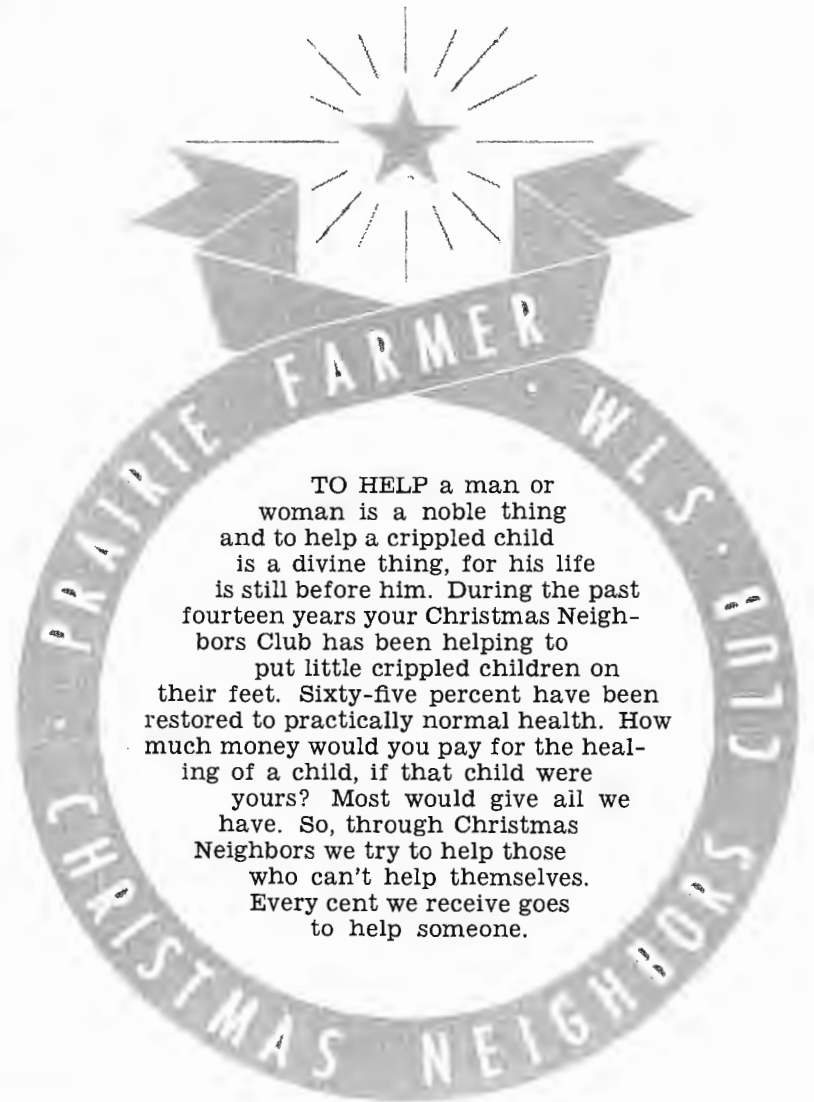 PRAIRIE FARMER · WLS ·
CHRISTMAS NEIGHBORS CLUB
TO HELP a man or
woman is a noble thing
and to help a crippled child
is a divine thing, for his life
is still before him. During the past
fourteen years your Christmas Neigh-
bors Club has been helping to
put little crippled children on
their feet. Sixty-five percent have been
restored to practically normal health. How
much money would you pay for the heal-
ing of a child, if that child were
yours? Most would give all we
have. So, through Christmas
Neighbors we try to help those
who can't help themselves.
Every cent we receive goes
to help someone.